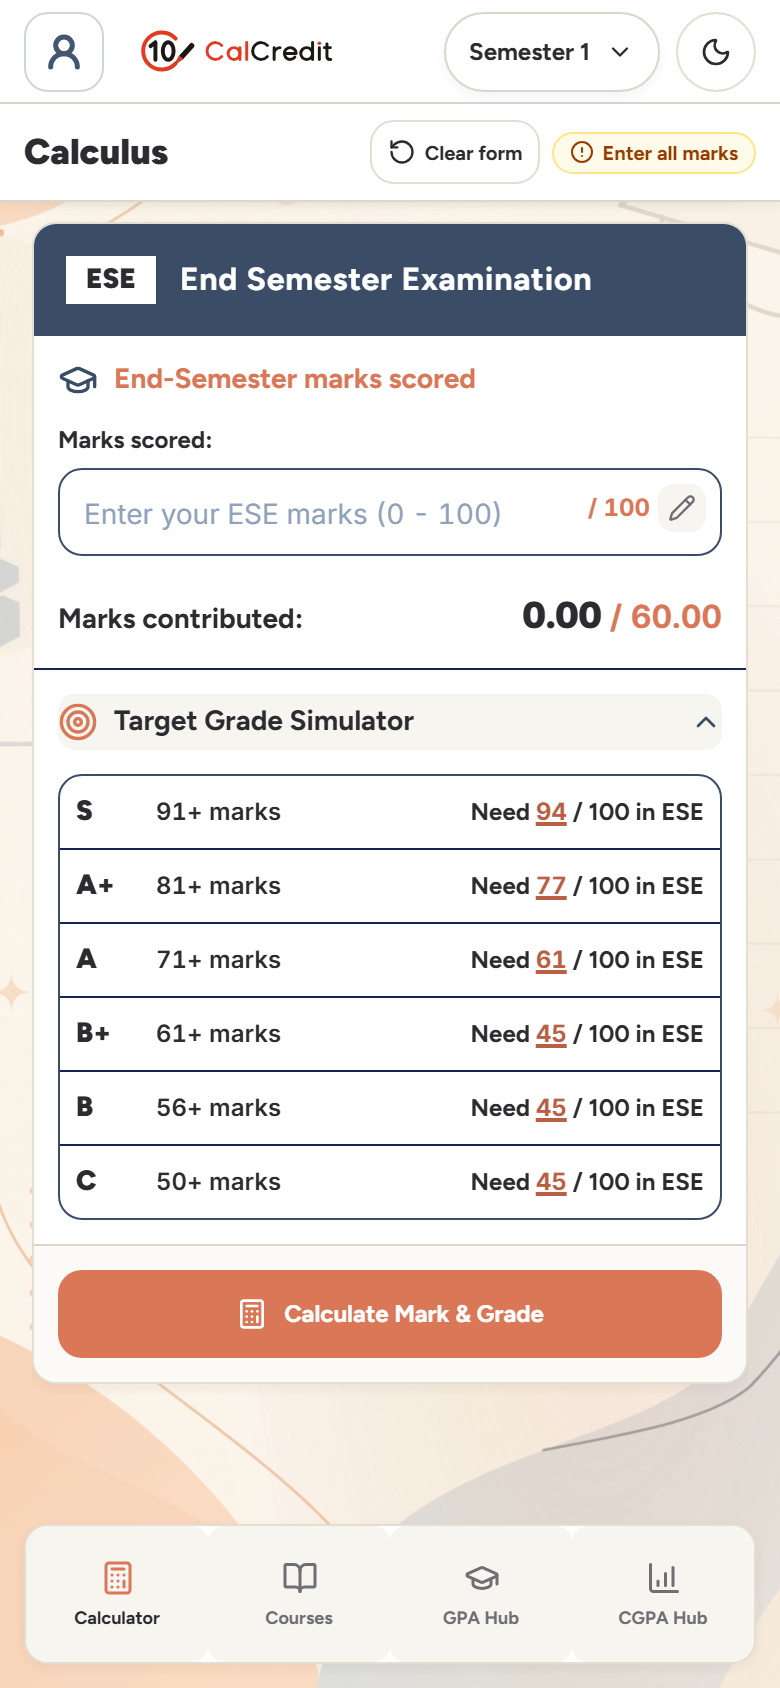 10 CalCredit Semester 1
Calculus Clear form Enter all marks
ESE End Semester Examination
End-Semester marks scored
Marks scored:
Enter your ESE marks (0 - 100) / 100
Marks contributed: 0.00 / 60.00
Target Grade Simulator
S 91+ marks Need 94 / 100 in ESE
A+ 81+ marks Need 77 / 100 in ESE
A 71+ marks Need 61 / 100 in ESE
B+ 61+ marks Need 45 / 100 in ESE
B 56+ marks Need 45 / 100 in ESE
C 50+ marks Need 45 / 100 in ESE
Calculate Mark & Grade
Calculator Courses GPA Hub CGPA Hub